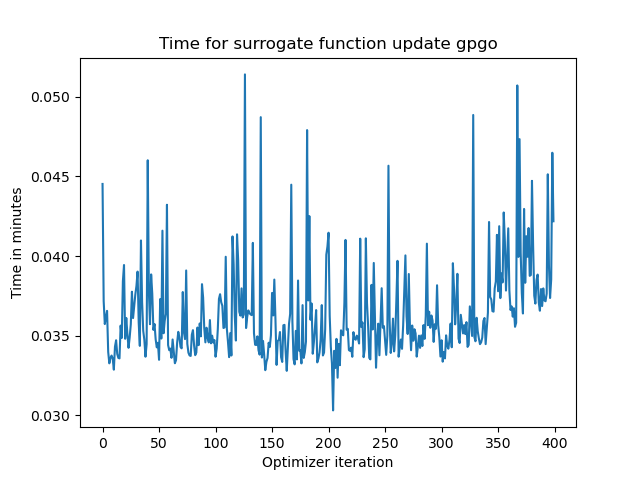 Time for surrogate function update gpgo
0.050
0.045
0.040
0.035
0.030
Time in minutes
0 50 100 150 200 250 300 350 400
Optimizer iteration